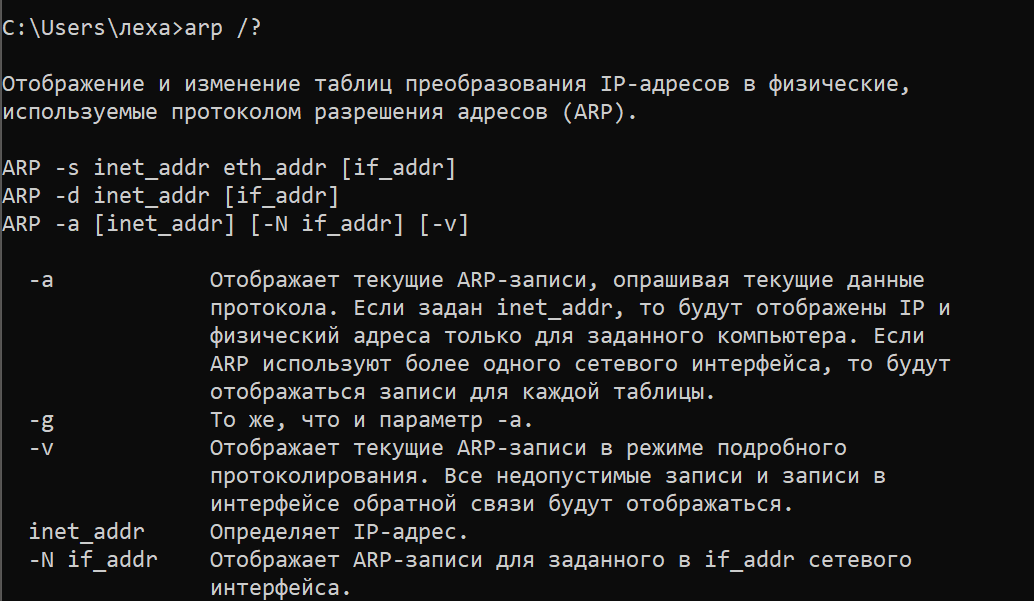 C:\Users\леха>arp /?
Отображение и изменение таблиц преобразования IP-адресов в физические,
используемые протоколом разрешения адресов (ARP).
ARP -s inet_addr eth_addr [if_addr]
ARP -d inet_addr [if_addr]
ARP -a [inet_addr] [-N if_addr] [-v]
-a Отображает текущие ARP-записи, опрашивая текущие данные
протокола. Если задан inet_addr, то будут отображены IP и
физический адреса только для заданного компьютера. Если
ARP используют более одного сетевого интерфейса, то будут
отображаться записи для каждой таблицы.
-g То же, что и параметр -a.
-v Отображает текущие ARP-записи в режиме подробного
протоколирования. Все недопустимые записи и записи в
интерфейсе обратной связи будут отображаться.
inet_addr Определяет IP-адрес.
-N if_addr Отображает ARP-записи для заданного в if_addr сетевого
интерфейса.